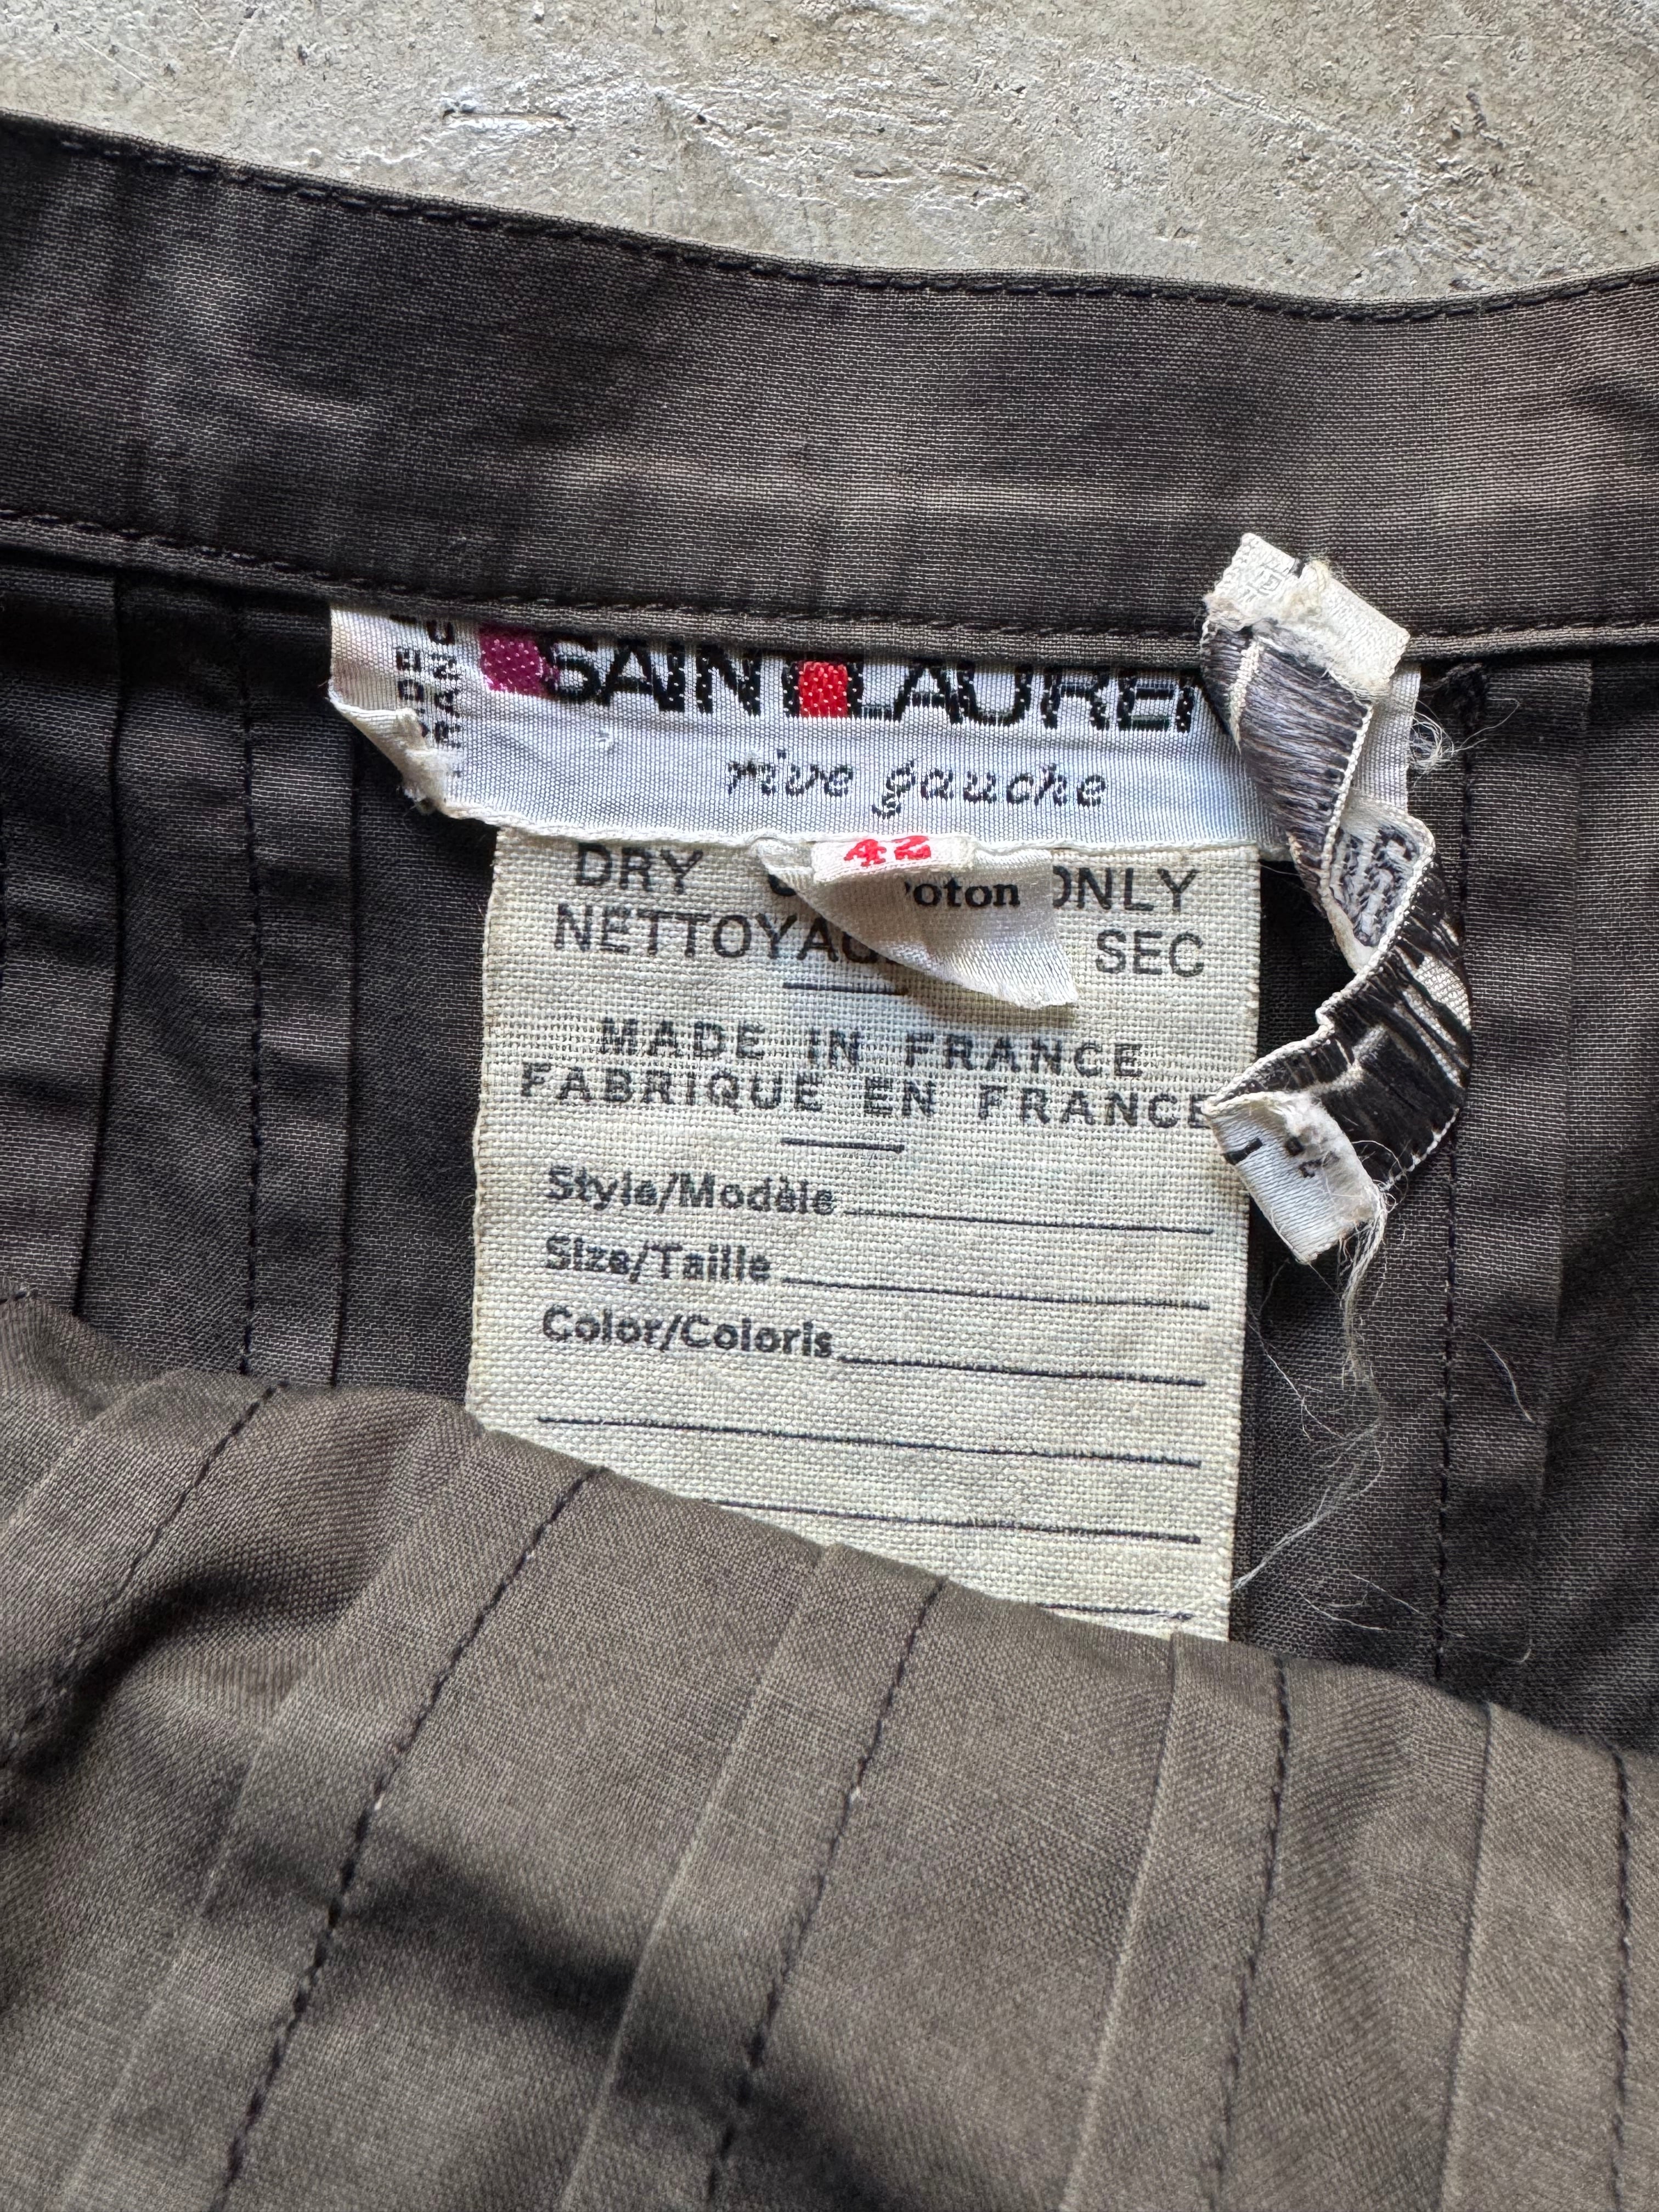 SAINT LAUREN
rive gauche
42
oton
DRY ONLY
NETTOYAG SEC
MADE IN FRANCE
FABRIQUE EN FRANCE
Style/Modèle
Size/Taille
Color/Coloris